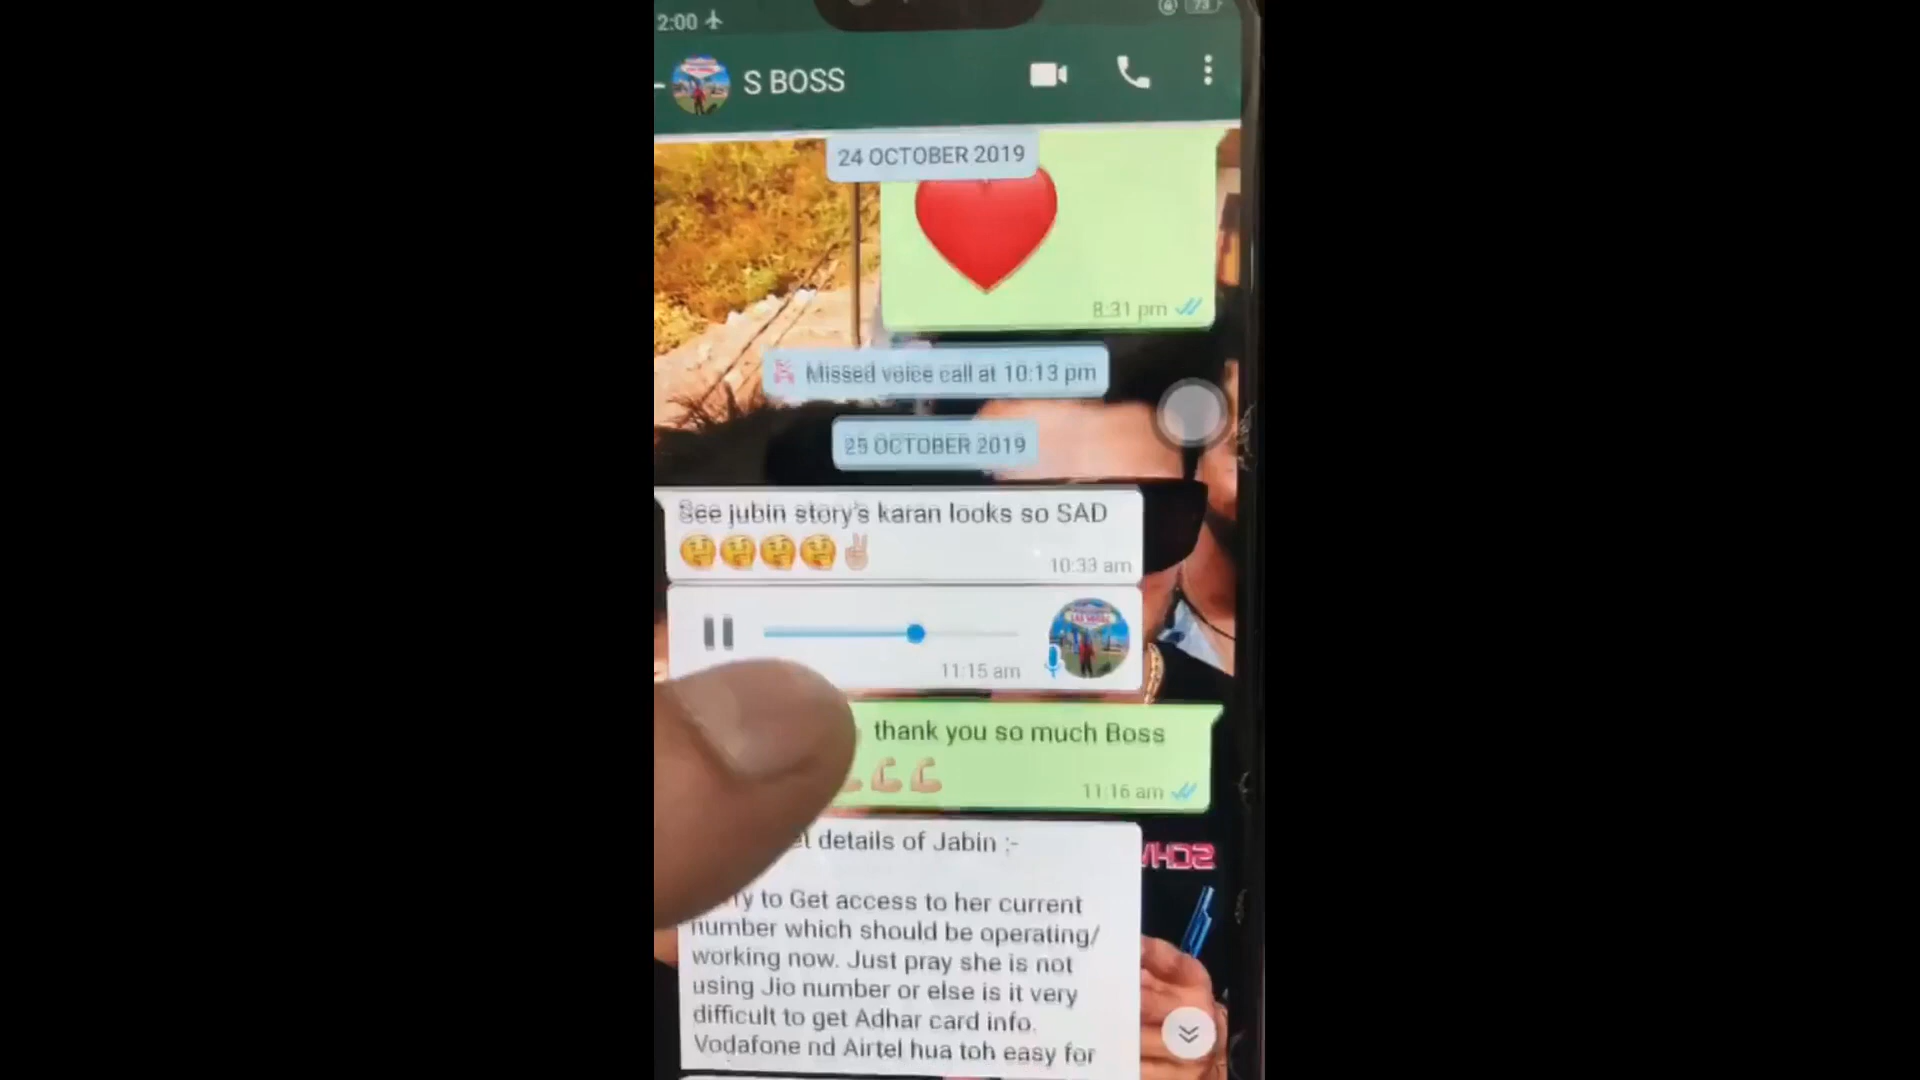 2:00
73
S BOSS
24 OCTOBER 2019
8:31 pm
Missed voice call at 10:13 pm
25 OCTOBER 2019
See jubin story's karan looks so SAD
10:33 am
11:15 am
thank you so much Boss
11:16 am
details of Jabin :-
to Get access to her current
number which should be operating/
working now. Just pray she is not
using Jio number or else is it very
difficult to get Adhar card info.
Vodafone nd Airtel hua toh easy for